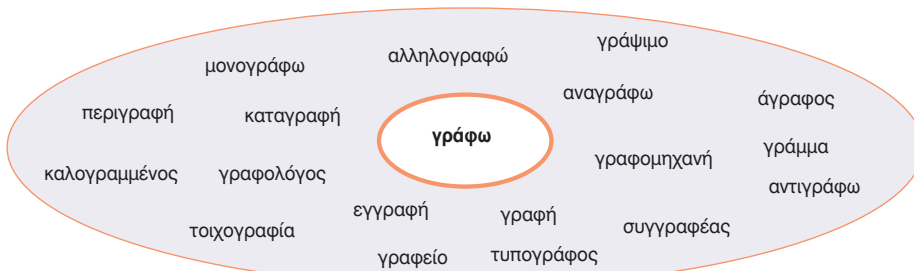 γράψιμο
μονογράφω αλληλογραφώ
περιγραφή καταγραφή αναγράφω άγραφος
γράφω
καλογραμμένος γραφολόγος γραφομηχανή γράμμα
αντιγράφω
τοιχογραφία εγγραφή γραφή συγγραφέας
γραφείο τυπογράφος